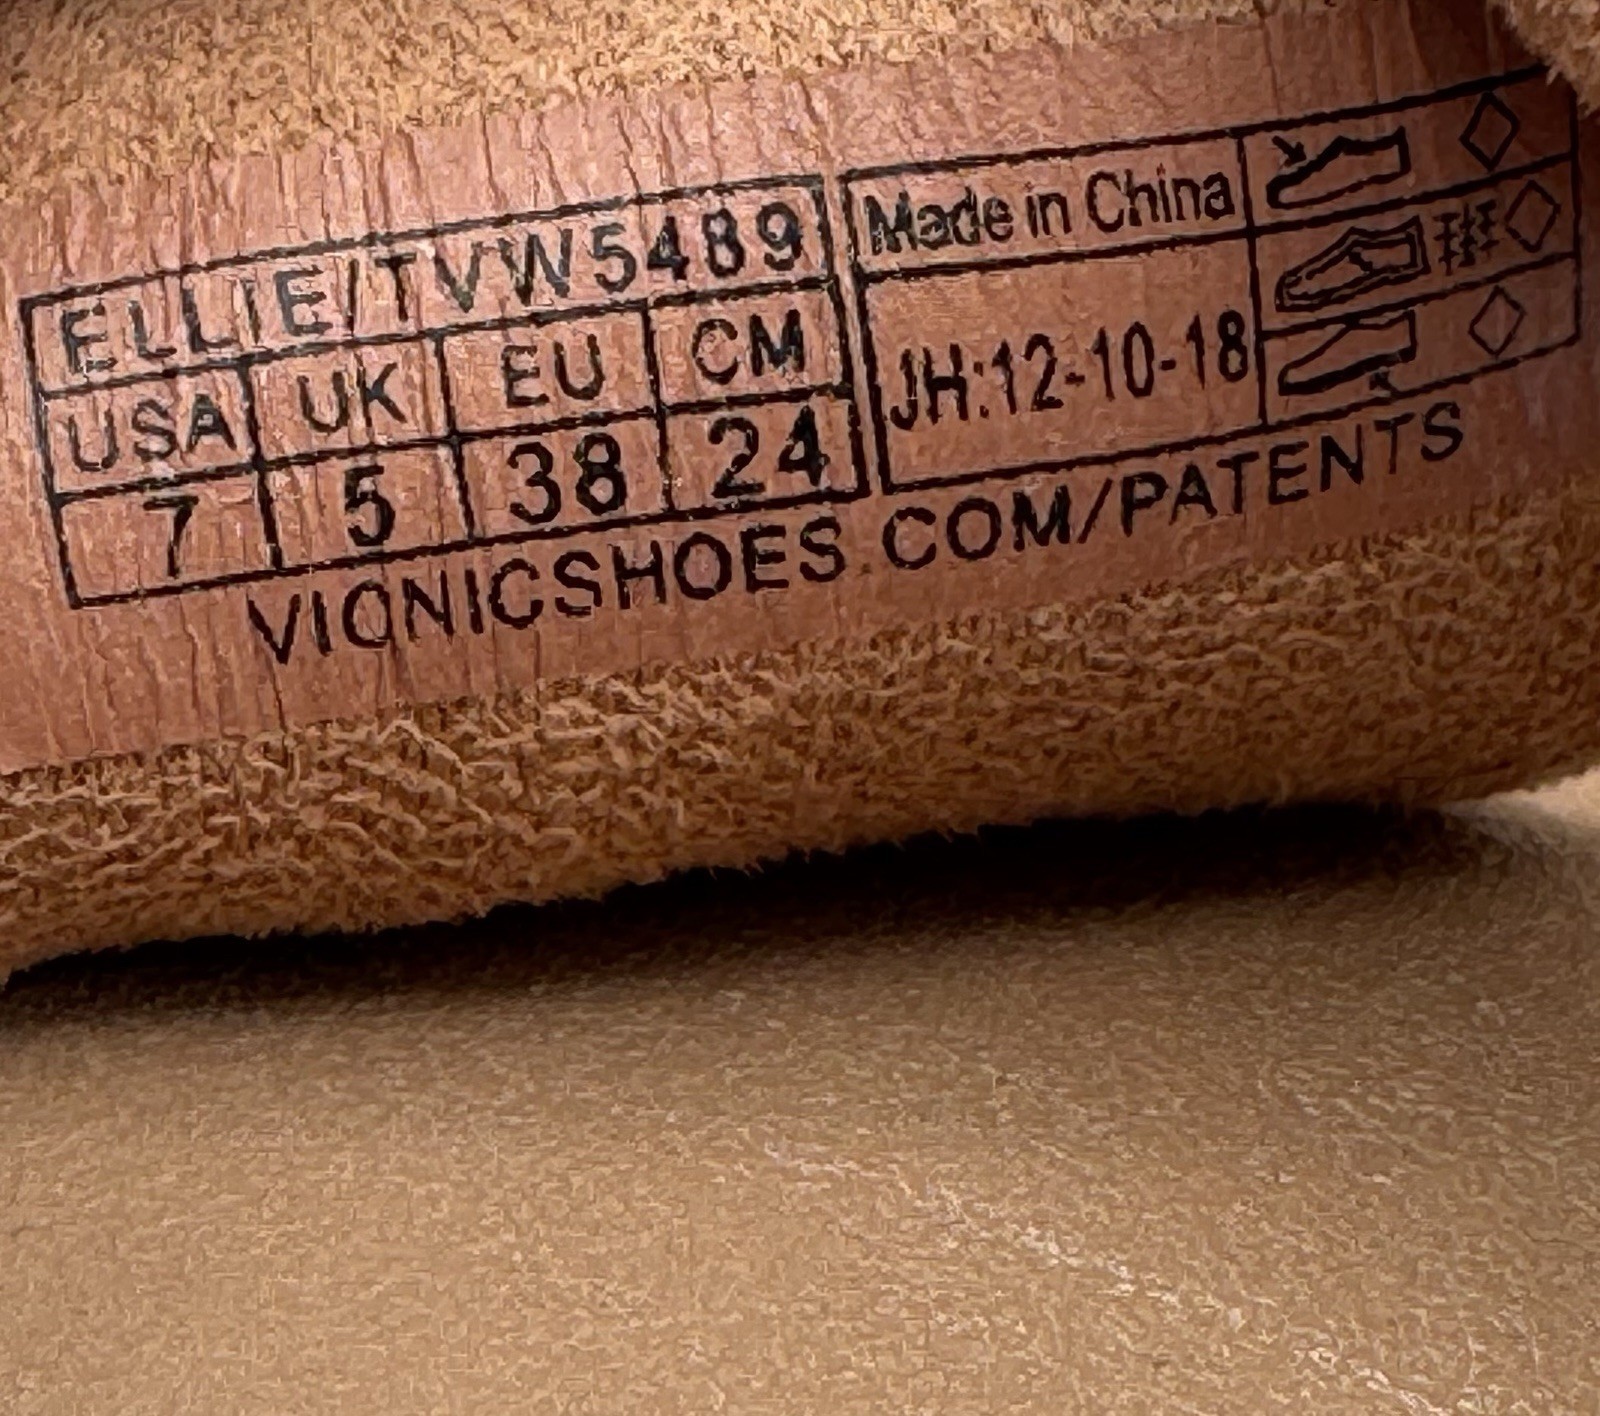 ELLIE/TVW5489
USA UK EU CM
7 5 38 24
Made in China
JH:12-10-18
VIONICSHOES.COM/PATENTS